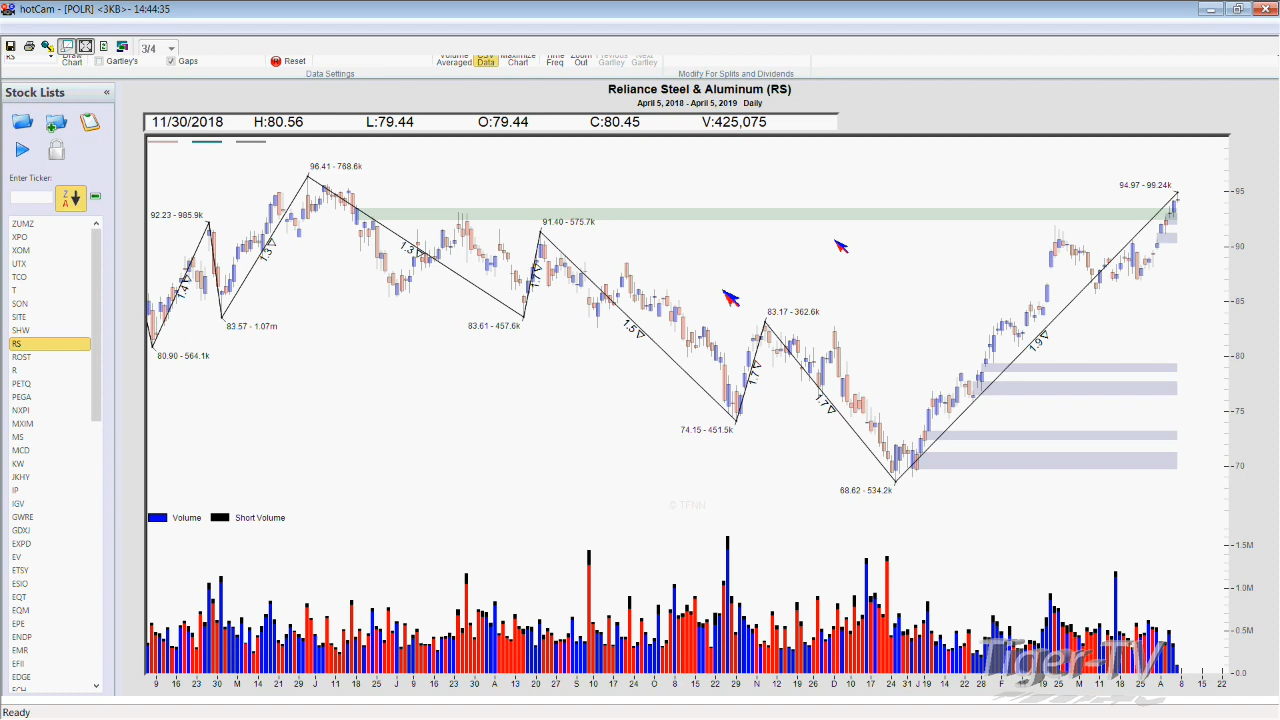 hotCam - [POLR] <3KB>- 14:44:35
3/4
RS Draw Chart Gartley's Gaps Reset Volume Averaged CSV Data Maximize Chart Time Freq Zoom Out Previous Gartley Next Gartley
Data Settings Modify For Splits and Dividends
Stock Lists «
Enter Ticker:
ZUMZ
XPO
XOM
UTX
TCO
T
SON
SITE
SHW
RS
ROST
R
PETQ
PEGA
NXPI
MXIM
MS
MCD
KW
JKHY
IP
IGV
GWRE
GDXJ
EXPD
EV
ETSY
ESIO
EQT
EQM
EPR
ENDP
EMR
EFII
EDGE
ECH
Reliance Steel & Aluminum (RS)
April 5, 2018 - April 5, 2019 Daily
11/30/2018 H:80.56 L:79.44 O:79.44 C:80.45 V:425,075
96.41 - 768.6k
94.97 - 99.24k
92.23 - 985.9k
91.40 - 575.7k
83.57 - 1.07m
83.61 - 457.6k
83.17 - 362.6k
80.90 - 564.1k
74.15 - 451.5k
68.62 - 534.2k
1.4
1.3
1.3
1.7
1.5
1.7
1.7
1.9
95
90
85
80
75
70
© TFNN
Volume Short Volume
1.5M
1.0M
0.5M
0.0
9 16 23 30 M 14 21 29 J 11 18 25 J 9 16 23 30 A 13 20 27 S 10 17 24 O 8 15 22 29 N 12 19 26 D 10 17 24 31 J 19 14 22 28 F 11 19 25 M 11 18 25 A 8 15 22
Tiger-TV
Ready